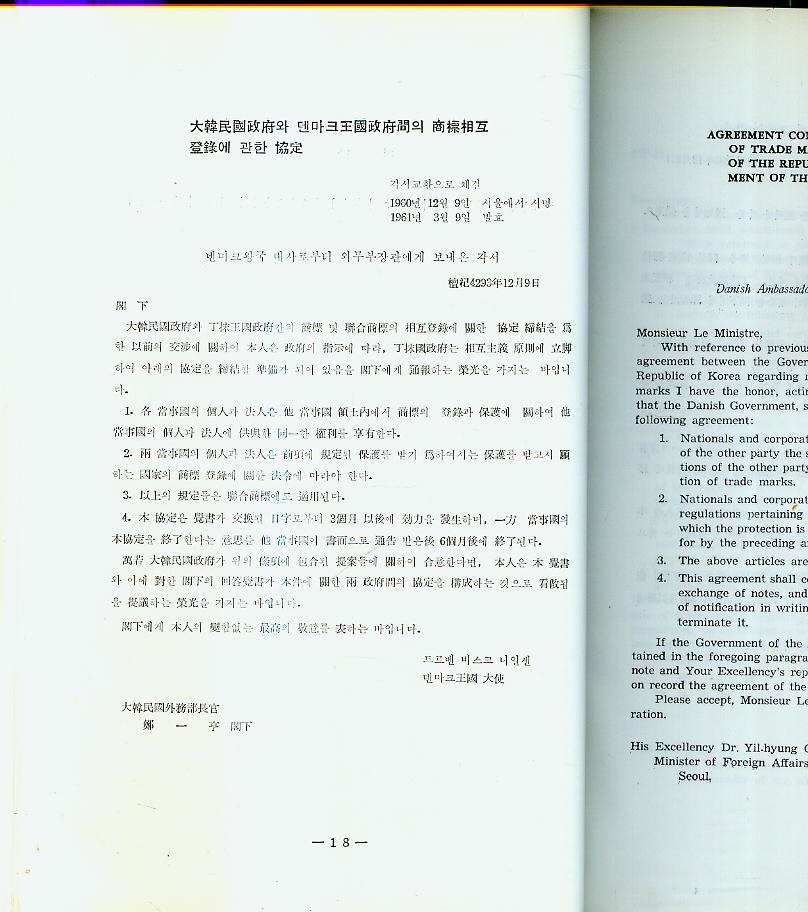 大韓民國政府와 덴마크王國政府間의 商標相互
登錄에 관한 協定
각서교환으로 체결
1960년 12월 9일 서울에서 서명
1961년 3월 9일 발효
덴마크왕국 대사로부터 외무부장관에게 보내온 각서
檀紀4293年12月9日
閣下
大韓民國政府와 丁抹王國政府간의 商標 및 聯合商標의 相互登錄에 關한 協定 締結을 爲
한 以前의 交涉에 關하여 本人은 政府의 指示에 따라, 丁抹國政府는 相互主義 原則에 立脚
하여 아래의 協定을 締結한 準備가 되어 있음을 閣下에게 通報하는 榮光을 가지는 바입니
다.
1. 各 當事國의 個人과 法人은 他 當事國 領土內에서 商標의 登錄과 保護에 關하여 他
當事國의 個人과 法人에 供與한 同一한 權利를 享有한다.
2. 兩 當事國의 個人과 法人은 前項에 規定된 保護를 받기 爲하여서는 保護를 받고저 願
하는 國家의 商標 登錄에 關한 法令에 따라야 한다.
3. 以上의 規定들은 聯合商標에도 適用된다.
4. 本 協定은 覺書가 交換된 日字로부터 3個月 以後에 効力을 發生하며, 一方 當事國의
本協定을 終了한다는 意思를 他 當事國이 書面으로 通告 받은後 6個月後에 終了된다.
萬若 大韓民國政府가 위의 條項에 包含된 提案들에 關하여 合意한다면, 本人은 本 覺書
와 이에 對한 閣下의 回答覺書가 本件에 關한 兩 政府間의 協定을 構成하는 것으로 看做됨
을 提議하는 榮光을 가지는 바입니다.
閣下에게 本人의 變함없는 最高의 敬意를 表하는 바입니다.
프르벤 비스코 니인센
덴마크王國 大使
大韓民國外務部長官
鄭 一 亨 閣下
—18—
AGREEMENT CO
OF TRADE M
OF THE REPU
MENT OF TH
Danish Ambassado
Monsieur Le Ministre,
With reference to previous
agreement between the Gover
Republic of Korea regarding
marks I have the honor, actin
that the Danish Government, s
following agreement:
1. Nationals and corporat
of the other party the s
tions of the other party
tion of trade marks.
2. Nationals and corporat
regulations pertaining
which the protection is
for by the preceding a
3. The above articles are
4. This agreement shall c
exchange of notes, and
of notification in writin
terminate it.
If the Government of the
tained in the foregoing paragra
note and Your Excellency's rep
on record the agreement of the
Please accept, Monsieur Le
ration.
His Excellency Dr. Yil-hyung C
Minister of Foreign Affairs
Seoul,